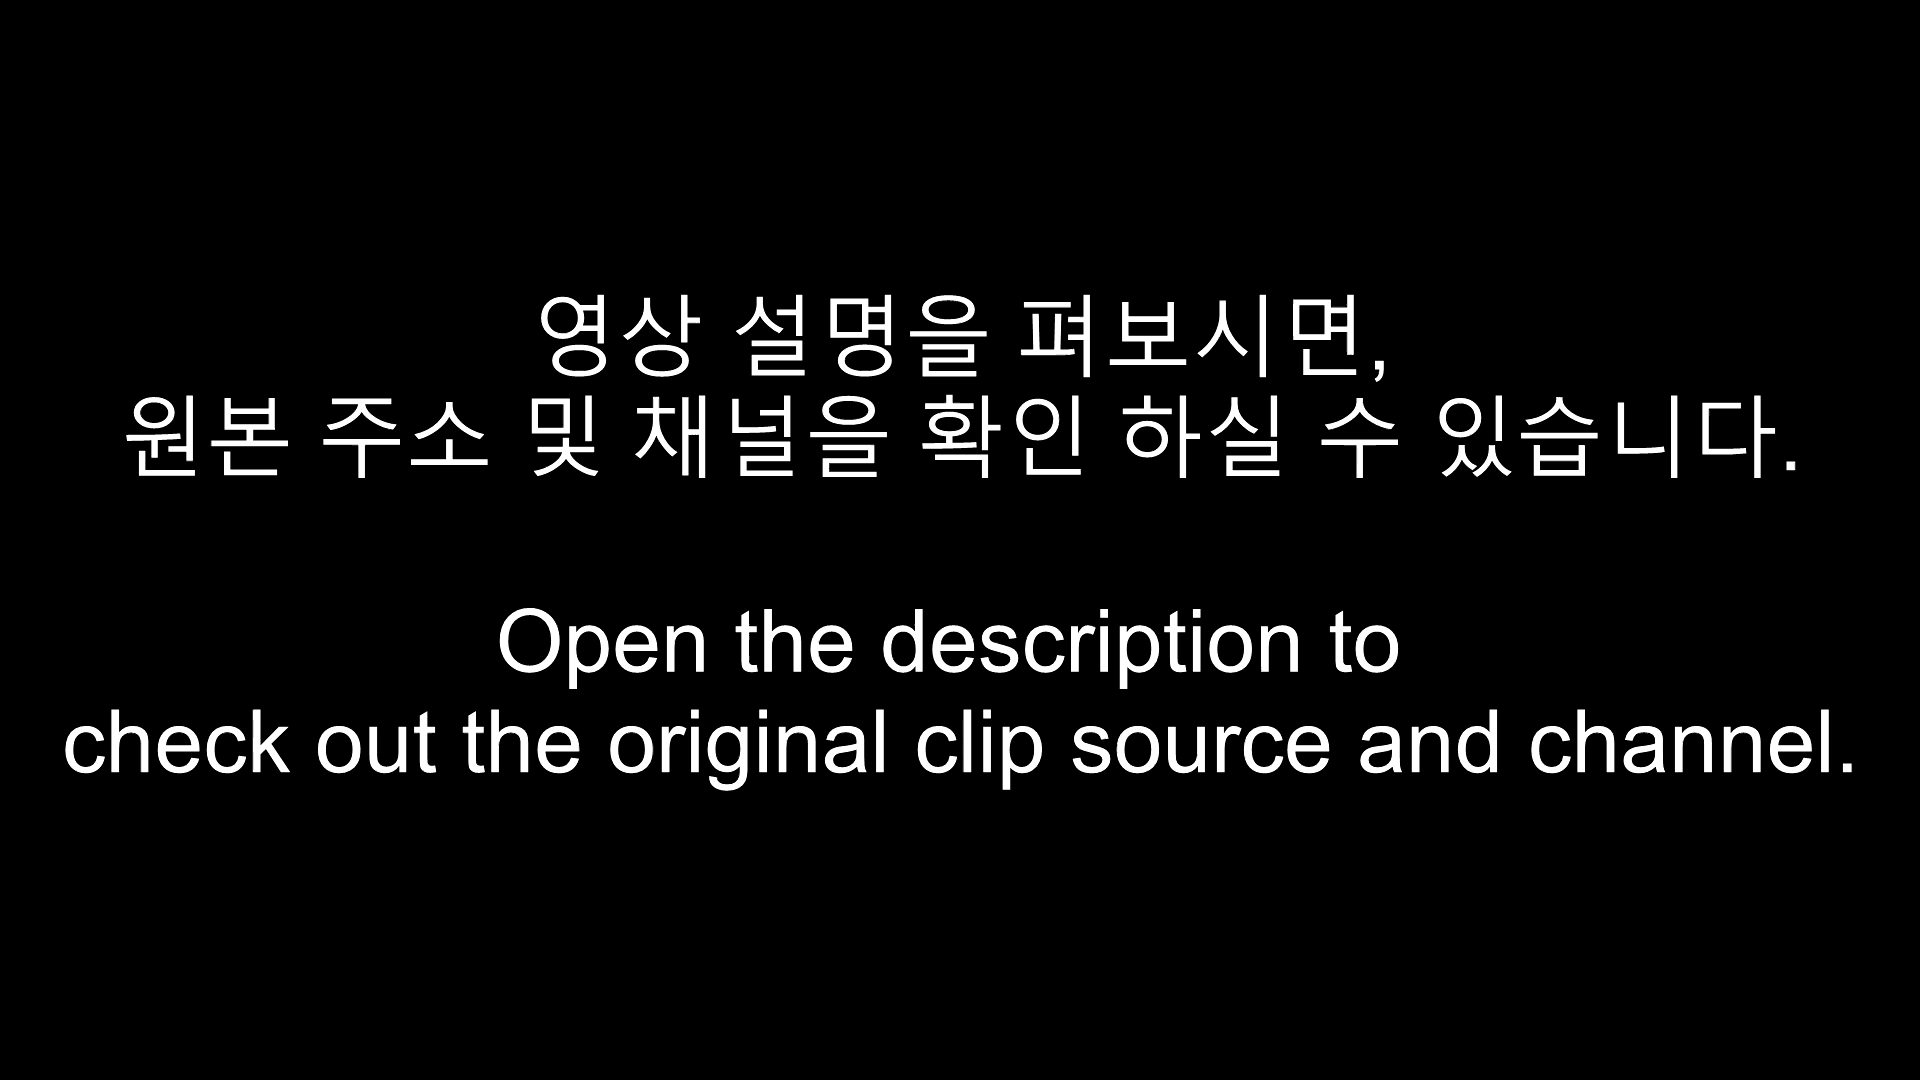 영상 설명을 펴보시면,
원본 주소 및 채널을 확인 하실 수 있습니다.
Open the description to
check out the original clip source and channel.